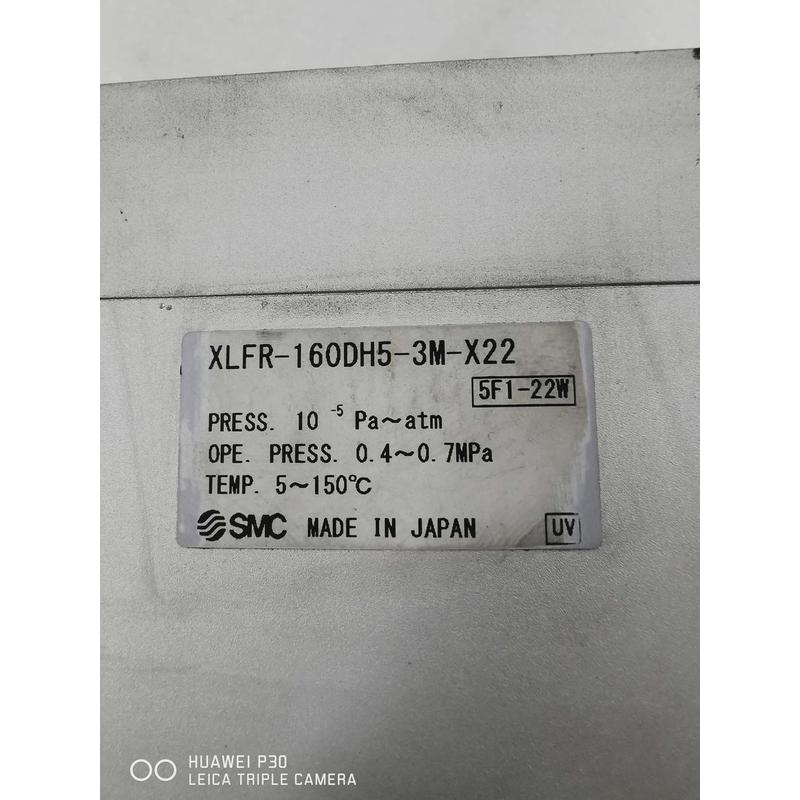 XLFR-160DH5-3M-X22
5F1-22W
PRESS. 10 -5 Pa~atm
OPE. PRESS. 0.4~0.7MPa
TEMP. 5~150℃
SMC MADE IN JAPAN UV
HUAWEI P30
LEICA TRIPLE CAMERA